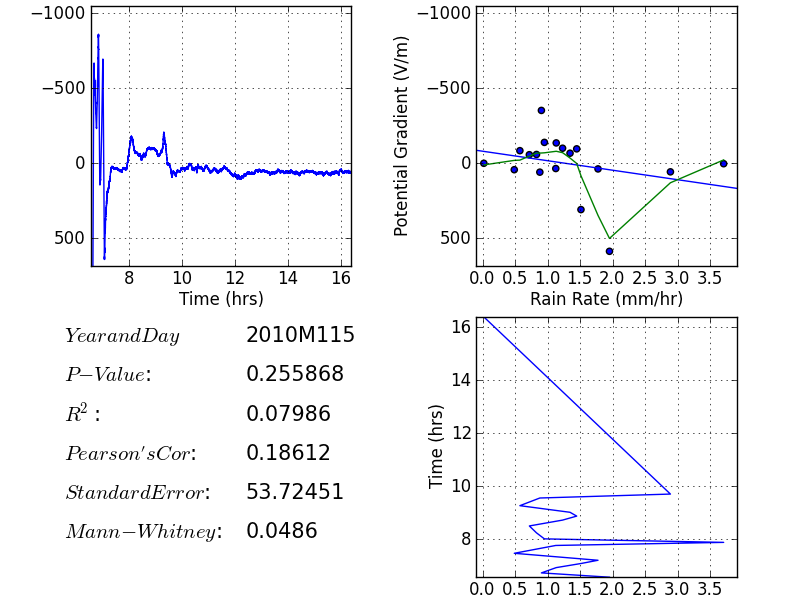 −1000
−500
0
500
8 10 12 14 16
Time (hrs)
Potential Gradient (V/m)
−1000
−500
0
500
0.0 0.5 1.0 1.5 2.0 2.5 3.0 3.5
Rain Rate (mm/hr)
YearandDay 2010M115
P−Value: 0.255868
R²: 0.07986
Pearson'sCor: 0.18612
StandardError: 53.72451
Mann−Whitney: 0.0486
Time (hrs)
16
14
12
10
8
0.0 0.5 1.0 1.5 2.0 2.5 3.0 3.5